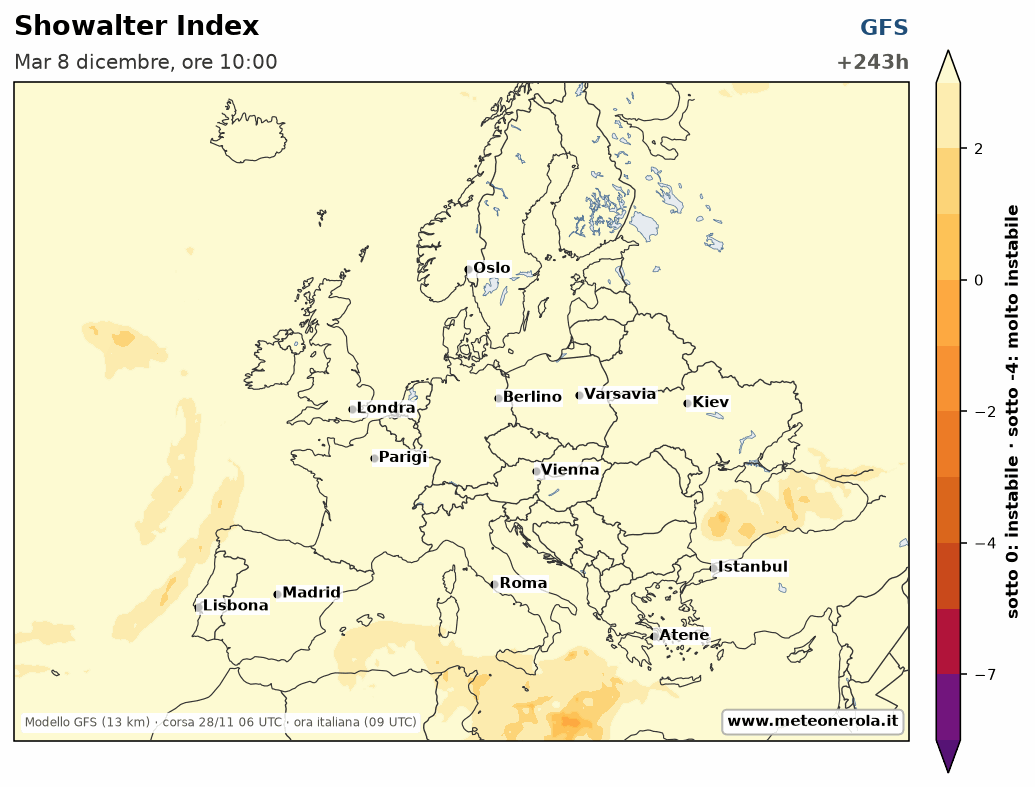 Showalter Index
GFS
Mar 8 dicembre, ore 10:00
+243h
2
0
−2
−4
−7
sotto 0: instabile · sotto -4: molto instabile
Oslo
Londra
Berlino
Varsavia
Kiev
Parigi
Vienna
Istanbul
Roma
Madrid
Lisbona
Atene
Modello GFS (13 km) · corsa 28/11 06 UTC · ora italiana (09 UTC)
www.meteonerola.it